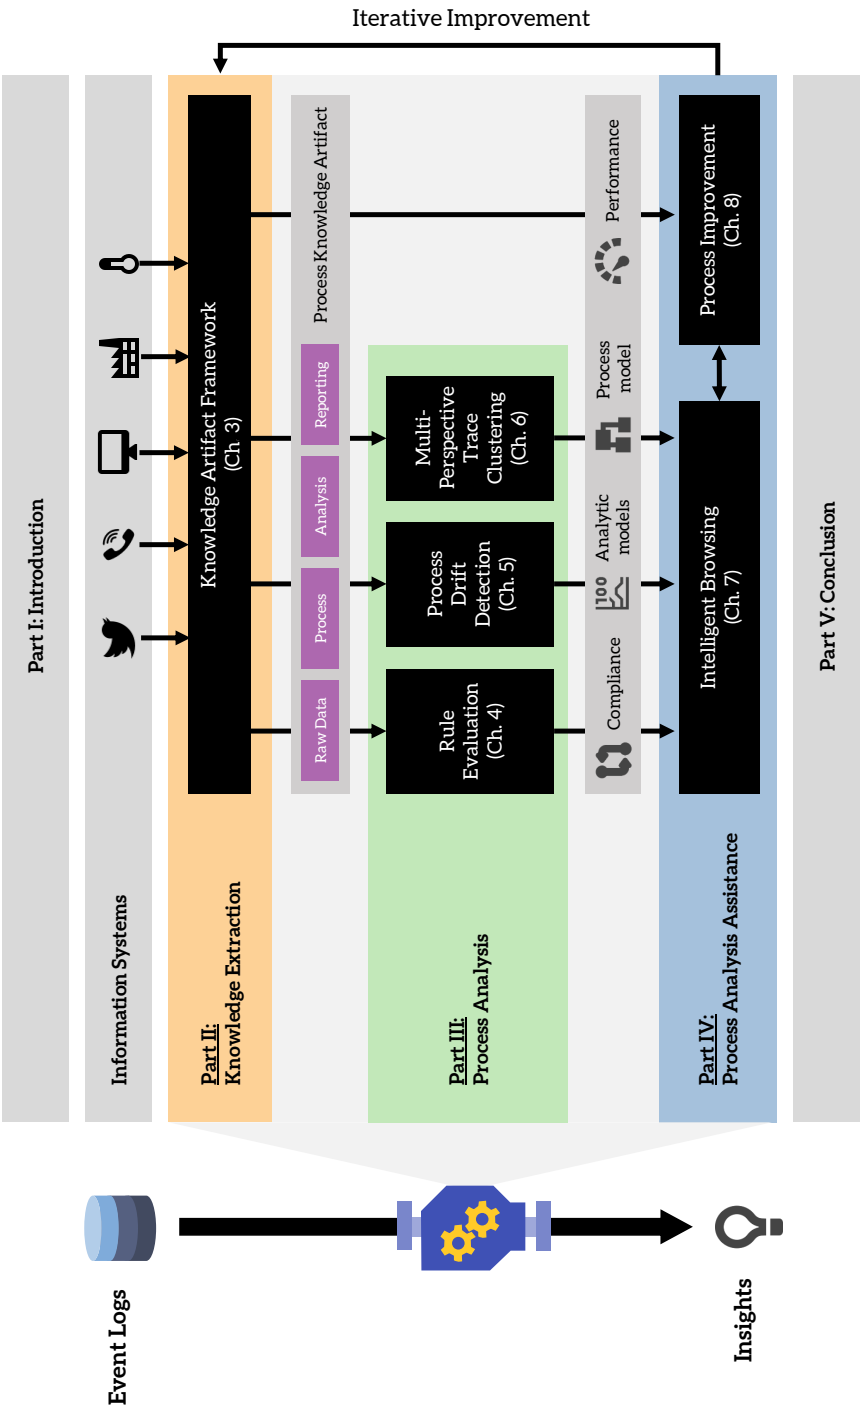 Iterative Improvement
Part I: Introduction
Information Systems
Part II:
Knowledge Extraction
Knowledge Artifact Framework
(Ch. 3)
Process Knowledge Artifact
Raw Data
Process
Analysis
Reporting
Part III:
Process Analysis
Rule
Evaluation
(Ch. 4)
Process
Drift
Detection
(Ch. 5)
Multi-
Perspective
Trace
Clustering
(Ch. 6)
Compliance
100
Analytic
models
Process
model
Performance
Part IV:
Process Analysis Assistance
Intelligent Browsing
(Ch. 7)
Process Improvement
(Ch. 8)
Part V: Conclusion
Event Logs
Insights